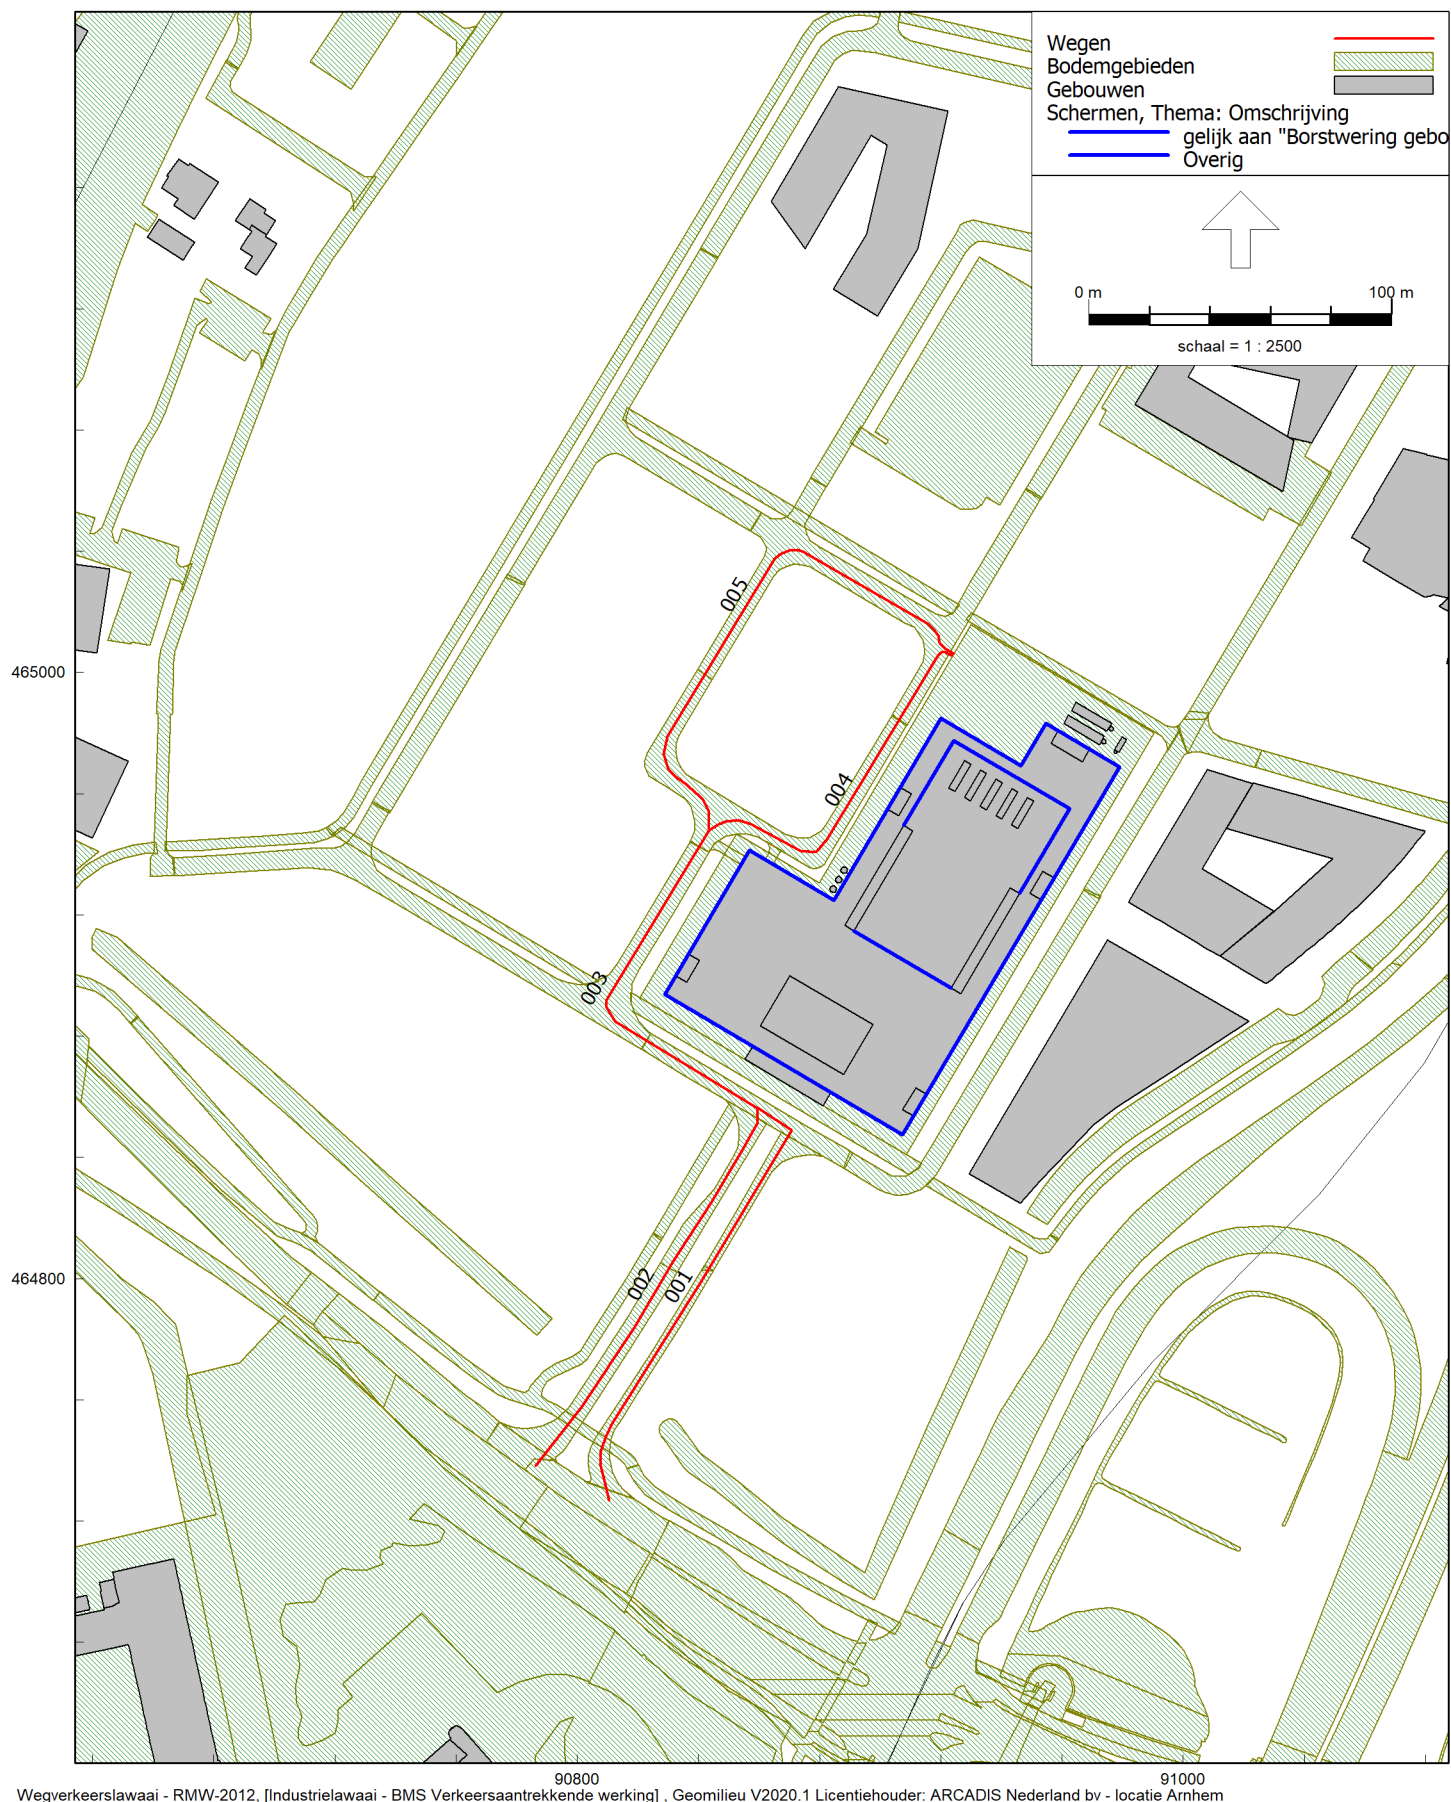 Wegen
Bodemgebieden
Gebouwen
Schermen, Thema: Omschrijving
gelijk aan "Borstwering gebo
Overig
0 m 100 m
schaal = 1 : 2500
005
465000
004
003
464800
002
001
90800 91000
Wegverkeerslawaai - RMW-2012, [Industrielawaai - BMS Verkeersaantrekkende werking] , Geomilieu V2020.1 Licentiehouder: ARCADIS Nederland bv - locatie Arnhem